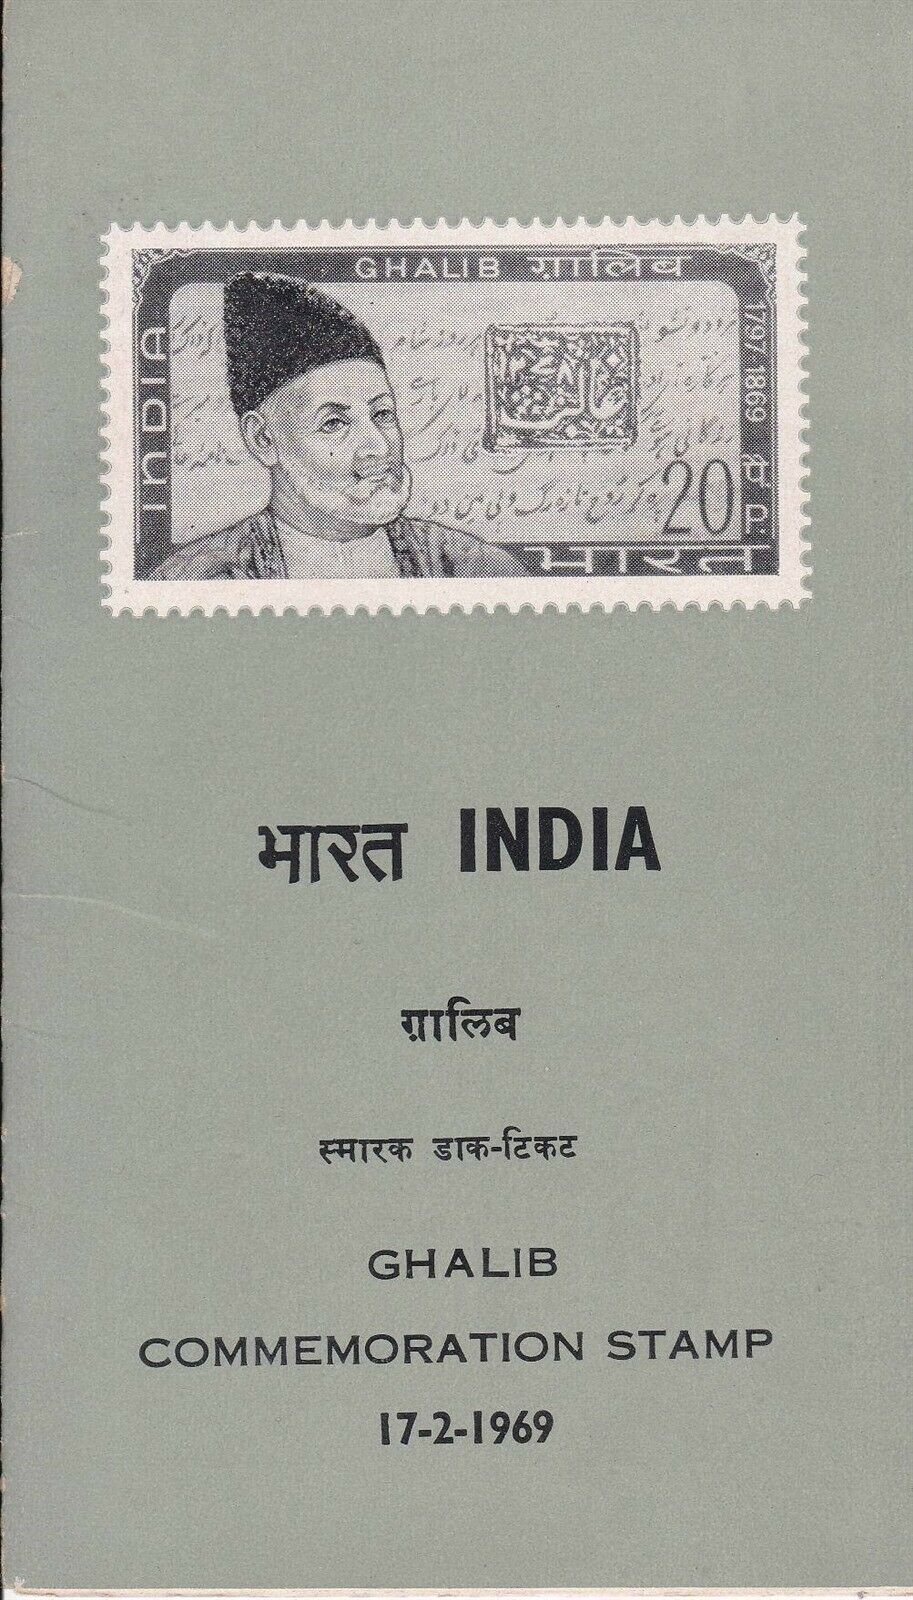 GHALIB ग़ालिब
INDIA
1797-1869
20 पै P.
भारत
भारत INDIA
ग़ालिब
स्मारक डाक-टिकट
GHALIB
COMMEMORATION STAMP
17-2-1969